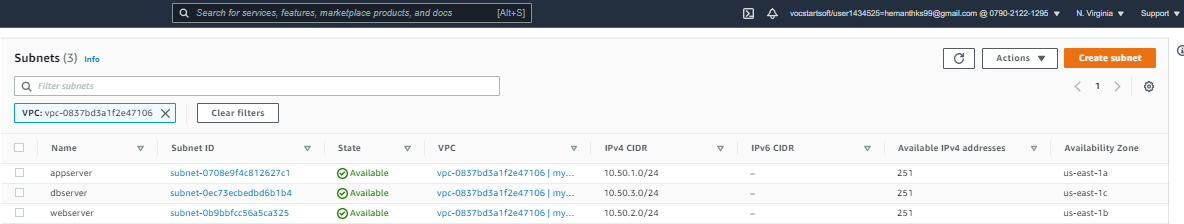 Search for services, features, marketplace products, and docs [Alt+S] vocstartsoft/user1434525=hemanthks99@gmail.com @ 0790-2122-1295 N. Virginia Support
Subnets (3) Info Actions Create subnet
Filter subnets 1
VPC: vpc-0837bd3a1f2e47106 Clear filters
Name Subnet ID State VPC IPv4 CIDR IPv6 CIDR Available IPv4 addresses Availability Zone
appserver subnet-0708e9f4c812627c1 Available vpc-0837bd3a1f2e47106 | my... 10.50.1.0/24 – 251 us-east-1a
dbserver subnet-0ec73ecbedbd6b1b4 Available vpc-0837bd3a1f2e47106 | my... 10.50.3.0/24 – 251 us-east-1c
webserver subnet-0b9bbfcc56a5ca325 Available vpc-0837bd3a1f2e47106 | my... 10.50.2.0/24 – 251 us-east-1b